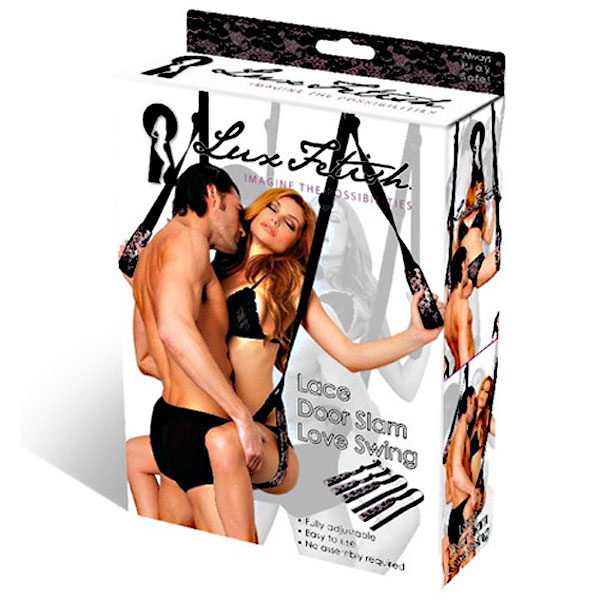 Always
Play
Safe!
Lux Fetish
IMAGINE THE POSSIBILITIES
Lux Fetish
IMAGINE THE POSSIBILITIES
Lace
Door Slam
Love Swing
• Fully adjustable
• Easy to use
• No assembly required